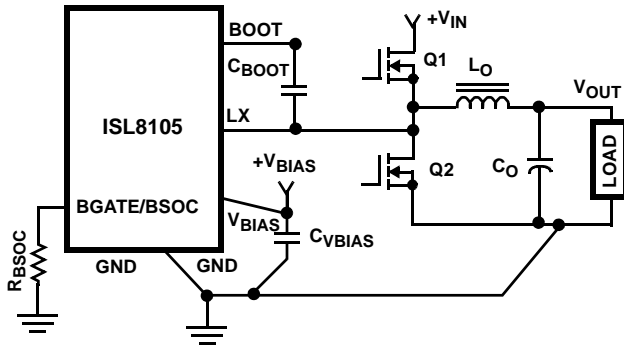 +VIN
BOOT
Q1
CBOOT
LO
VOUT
ISL8105
LX
+VBIAS
Q2
CO
LOAD
BGATE/BSOC
VBIAS
CVBIAS
RBSOC
GND
GND